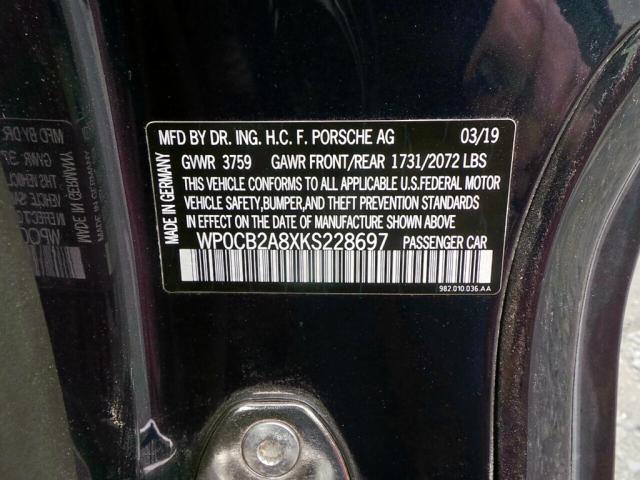 MFD BY DR. ING. H.C. F. PORSCHE AG 03/19
GVWR 3759 GAWR FRONT/REAR 1731/2072 LBS
THIS VEHICLE CONFORMS TO ALL APPLICABLE U.S.FEDERAL MOTOR
VEHICLE SAFETY,BUMPER,AND THEFT PREVENTION STANDARDS
IN EFFECT ON THE DATE OF MANUFACTURE SHOWN ABOVE.
WP0CB2A8XKS228697 PASSENGER CAR
982.010.036.AA
MADE IN GERMANY